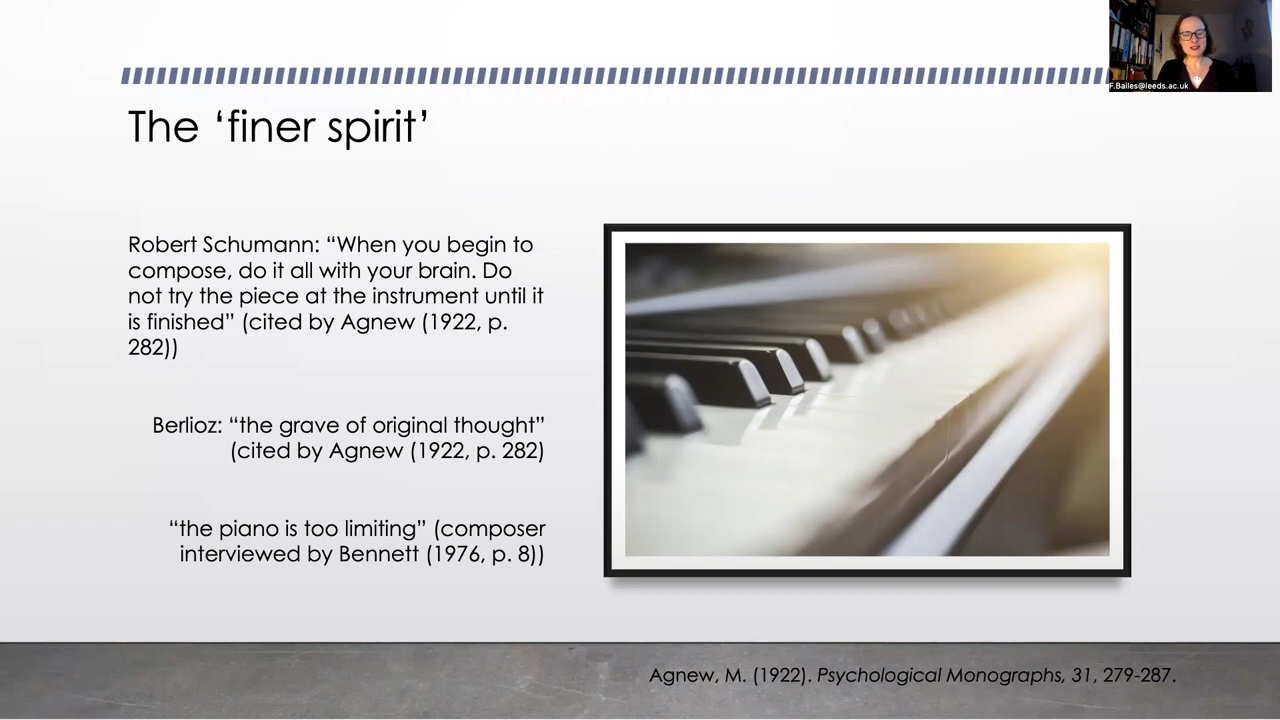 F.Bailes@leeds.ac.uk
The ‘finer spirit’
Robert Schumann: “When you begin to
compose, do it all with your brain. Do
not try the piece at the instrument until it
is finished” (cited by Agnew (1922, p.
282))
Berlioz: “the grave of original thought”
(cited by Agnew (1922, p. 282)
“the piano is too limiting” (composer
interviewed by Bennett (1976, p. 8))
Agnew, M. (1922). Psychological Monographs, 31, 279-287.